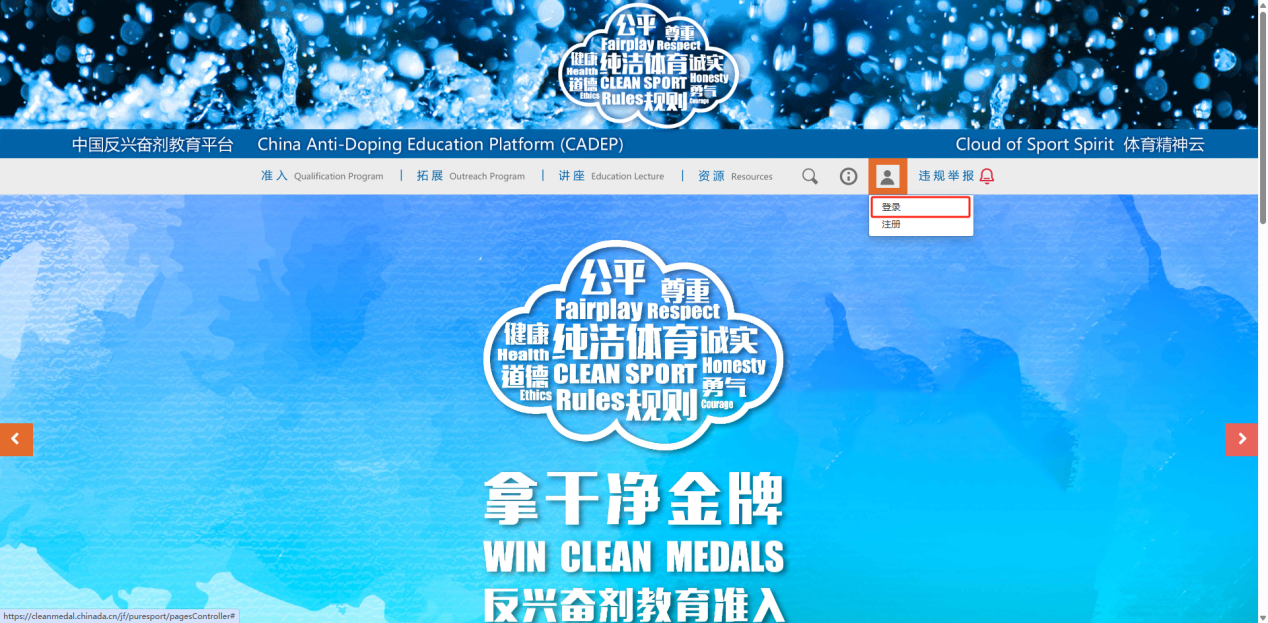 公平 尊重
Fairplay Respect
健康 纯洁体育 诚实
Health CLEAN SPORT Honesty
道德 Ethics Rules 规则 勇气 Courage
中国反兴奋剂教育平台 China Anti-Doping Education Platform (CADEP) Cloud of Sport Spirit 体育精神云
准入 Qualification Program | 拓展 Outreach Program | 讲座 Education Lecture | 资源 Resources 违规举报
登录
注册
公平 尊重
Fairplay Respect
健康 纯洁体育 诚实
Health CLEAN SPORT Honesty
道德 Ethics Rules 规则 勇气 Courage
拿干净金牌
WIN CLEAN MEDALS
反兴奋剂教育准入
https://cleanmedal.chinada.cn/jf/puresport/pagesController#